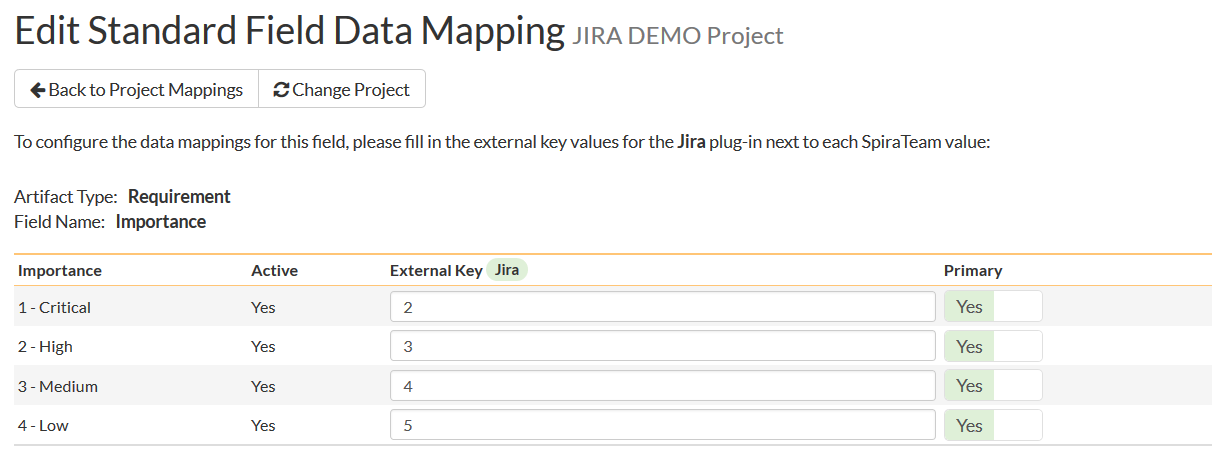 Edit Standard Field Data Mapping JIRA DEMO Project
Back to Project Mappings Change Project
To configure the data mappings for this field, please fill in the external key values for the Jira plug-in next to each SpiraTeam value:
Artifact Type: Requirement
Field Name: Importance
Importance Active External Key Jira Primary
1 - Critical Yes 2 Yes
2 - High Yes 3 Yes
3 - Medium Yes 4 Yes
4 - Low Yes 5 Yes